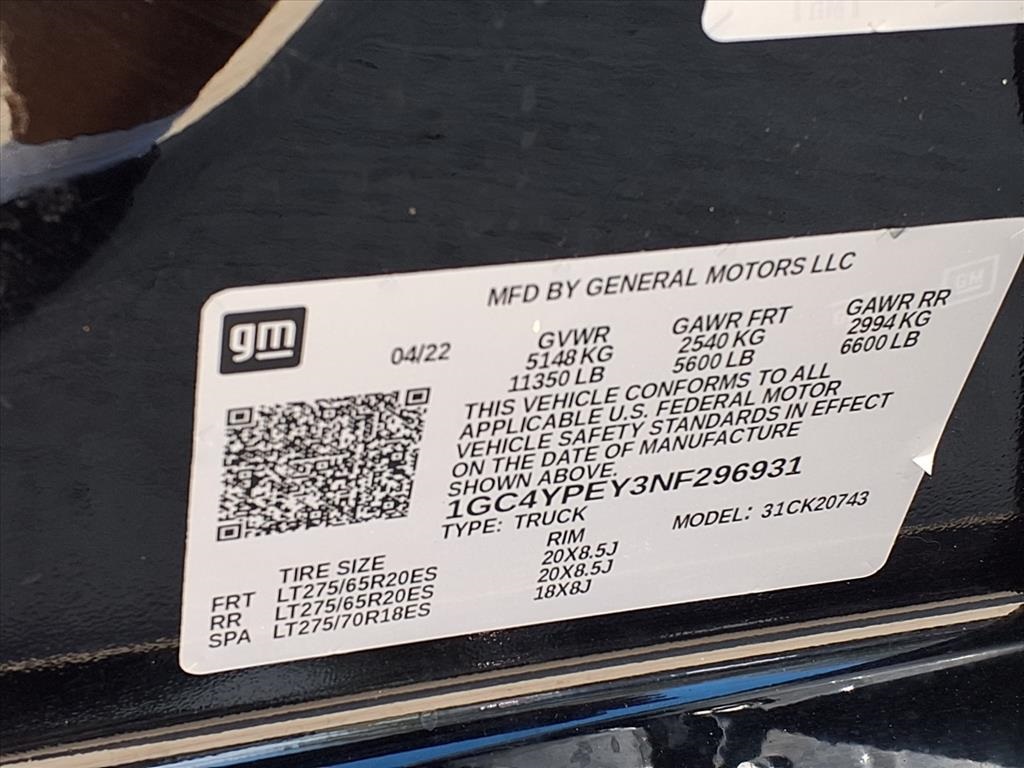 MFD BY GENERAL MOTORS LLC
gm
04/22
GVWR GAWR FRT GAWR RR
5148 KG 2540 KG 2994 KG
11350 LB 5600 LB 6600 LB
THIS VEHICLE CONFORMS TO ALL
APPLICABLE U.S. FEDERAL MOTOR
VEHICLE SAFETY STANDARDS IN EFFECT
ON THE DATE OF MANUFACTURE
SHOWN ABOVE.
1GC4YPEY3NF296931
TYPE: TRUCK MODEL: 31CK20743
TIRE SIZE RIM
FRT LT275/65R20ES 20X8.5J
RR LT275/65R20ES 20X8.5J
SPA LT275/70R18ES 18X8J
GM